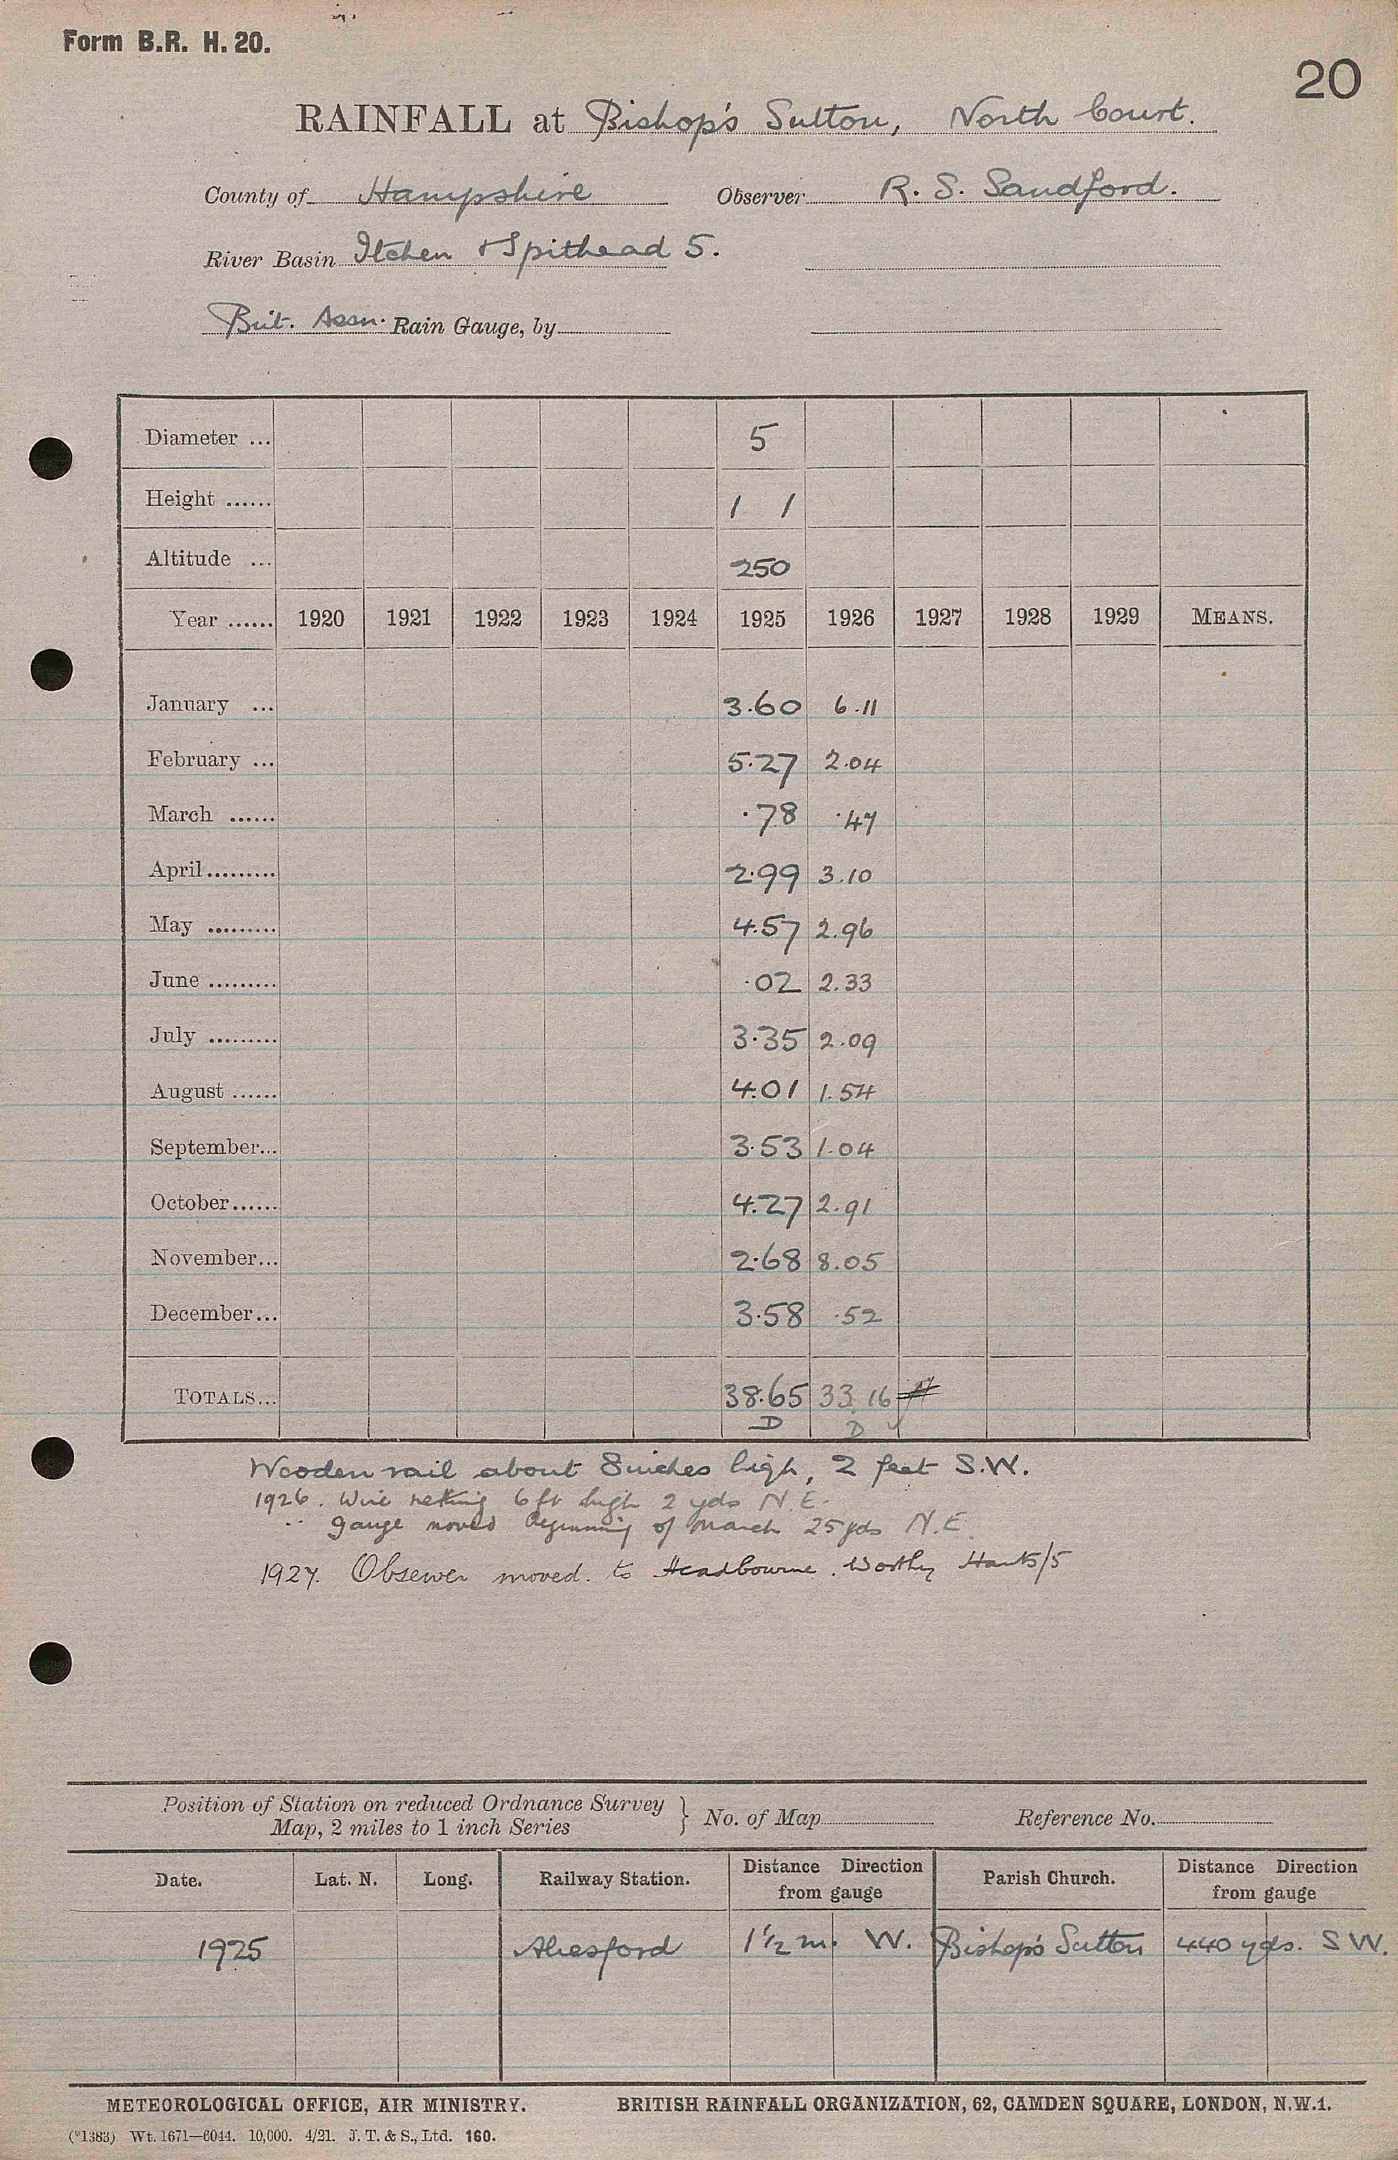 Form B.R. H. 20.
20
RAINFALL at Bishop's Sutton, North Court.
County of Hampshire Observer R. S. Sandford.
River Basin Itchen & Spithead 5.
Brit. Assn. Rain Gauge, by
Diameter ... 5
Height ...... 1 1
Altitude ... 250
Year ...... 1920 1921 1922 1923 1924 1925 1926 1927 1928 1929 MEANS.
January ... 3.60 6.11
February ... 5.27 2.04
March ...... .78 .47
April......... 2.99 3.10
May ......... 4.57 2.96
June ......... .02 2.33
July ......... 3.35 2.09
August ...... 4.01 1.54
September... 3.53 1.04
October...... 4.27 2.91
November... 2.68 8.05
December... 3.58 .52
TOTALS... 38.65 33.16
D D
Wooden rail about 8 inches high, 2 feet S.W.
1926. Wire netting 6 ft high 2 yds N.E.
" gauge moved beginning of March 25 yds N.E.
1927. Observer moved. to Headbourne. Worthy Hants/5
Position of Station on reduced Ordnance Survey
Map, 2 miles to 1 inch Series } No. of Map Reference No.
Date. Lat. N. Long. Railway Station. Distance Direction from gauge Parish Church. Distance Direction from gauge
1925 Alresford 1½ m. W. Bishop's Sutton 440 yds. S W.
METEOROLOGICAL OFFICE, AIR MINISTRY. BRITISH RAINFALL ORGANIZATION, 62, CAMDEN SQUARE, LONDON, N.W.1.
(*1383) Wt. 1671—6044. 10,000. 4/21. J. T. & S., Ltd. 160.